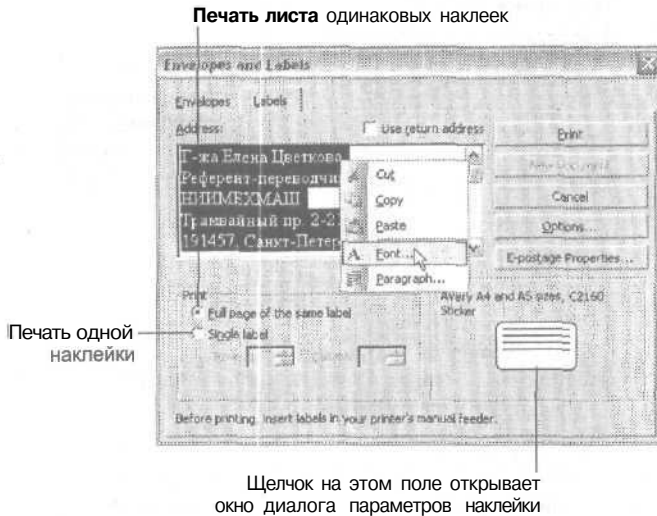 Печать листа одинаковых наклеек
Envelopes and Labels
Envelopes Labels
Address: Use return address
Print
Г-жа Елена Цветкова
Референт-переводчи
НИИМЕХМАШ
Трамвайный пр. 2-2
191457, Санкт-Петер
Cut
Copy
Paste
Font...
Paragraph...
New Document
Cancel
Options...
E-postage Properties...
Print
Full page of the same label
Single label
Avery A4 and A5 sizes, C2160
Sticker
Печать одной
наклейки
Before printing, insert labels in your printer's manual feeder.
Щелчок на этом поле открывает
окно диалога параметров наклейки